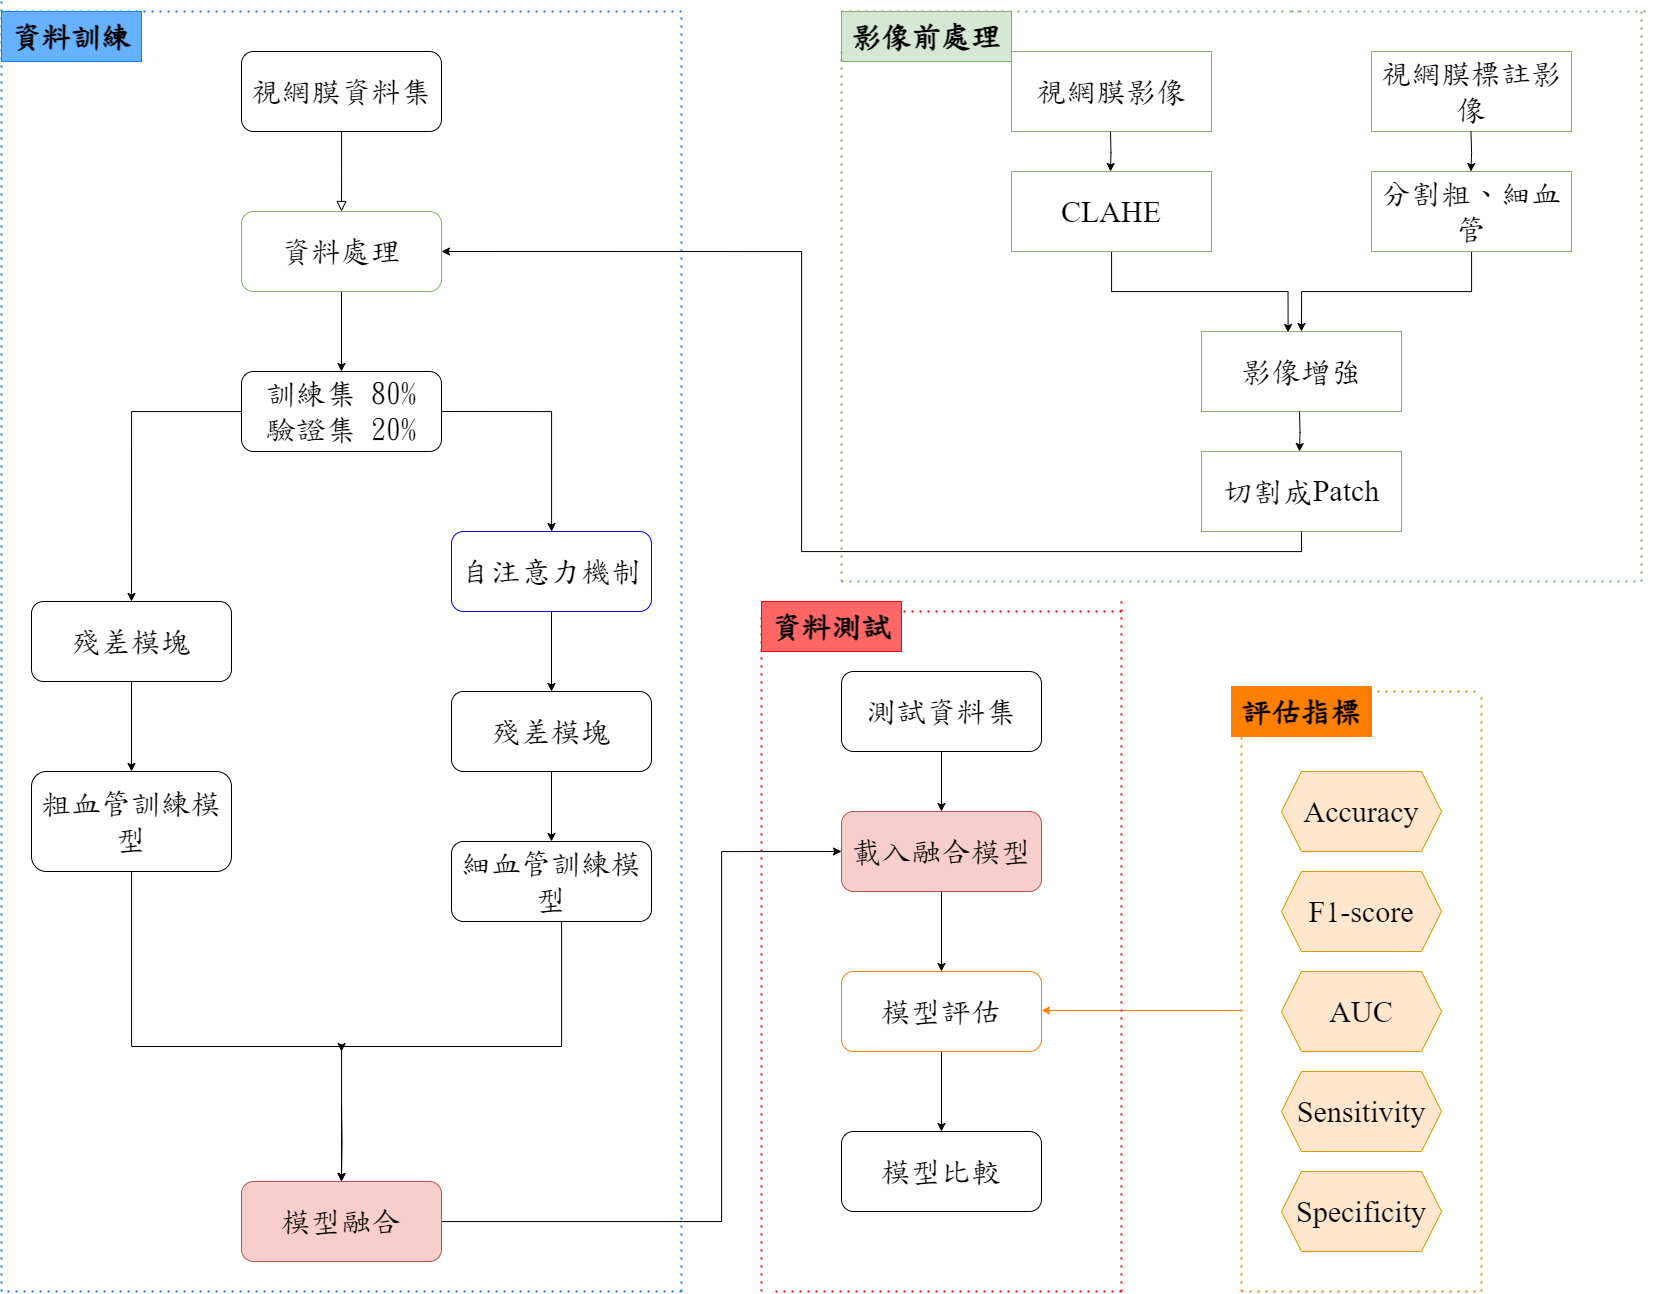 資料訓練
視網膜資料集
資料處理
訓練集 80%
驗證集 20%
自注意力機制
殘差模塊
殘差模塊
粗血管訓練模
型
細血管訓練模
型
模型融合
影像前處理
視網膜影像
視網膜標註影
像
CLAHE
分割粗、細血
管
影像增強
切割成Patch
資料測試
測試資料集
載入融合模型
模型評估
模型比較
評估指標
Accuracy
F1-score
AUC
Sensitivity
Specificity